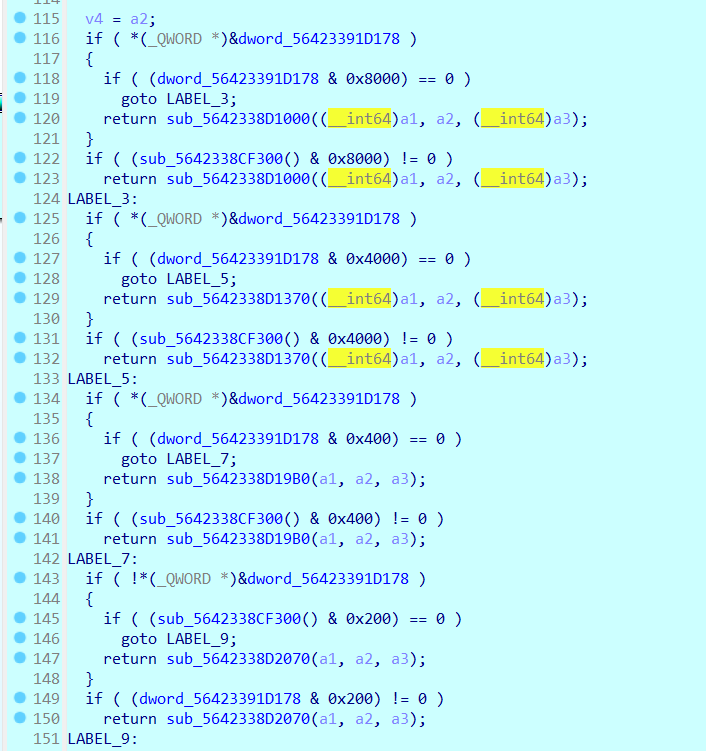 115 v4 = a2;
116 if ( *(_QWORD *)&dword_56423391D178 )
117 {
118 if ( (dword_56423391D178 & 0x8000) == 0 )
119 goto LABEL_3;
120 return sub_5642338D1000((__int64)a1, a2, (__int64)a3);
121 }
122 if ( (sub_5642338CF300() & 0x8000) != 0 )
123 return sub_5642338D1000((__int64)a1, a2, (__int64)a3);
124 LABEL_3:
125 if ( *(_QWORD *)&dword_56423391D178 )
126 {
127 if ( (dword_56423391D178 & 0x4000) == 0 )
128 goto LABEL_5;
129 return sub_5642338D1370((__int64)a1, a2, (__int64)a3);
130 }
131 if ( (sub_5642338CF300() & 0x4000) != 0 )
132 return sub_5642338D1370((__int64)a1, a2, (__int64)a3);
133 LABEL_5:
134 if ( *(_QWORD *)&dword_56423391D178 )
135 {
136 if ( (dword_56423391D178 & 0x400) == 0 )
137 goto LABEL_7;
138 return sub_5642338D19B0(a1, a2, a3);
139 }
140 if ( (sub_5642338CF300() & 0x400) != 0 )
141 return sub_5642338D19B0(a1, a2, a3);
142 LABEL_7:
143 if ( !*(_QWORD *)&dword_56423391D178 )
144 {
145 if ( (sub_5642338CF300() & 0x200) == 0 )
146 goto LABEL_9;
147 return sub_5642338D2070(a1, a2, a3);
148 }
149 if ( (dword_56423391D178 & 0x200) != 0 )
150 return sub_5642338D2070(a1, a2, a3);
151 LABEL_9: